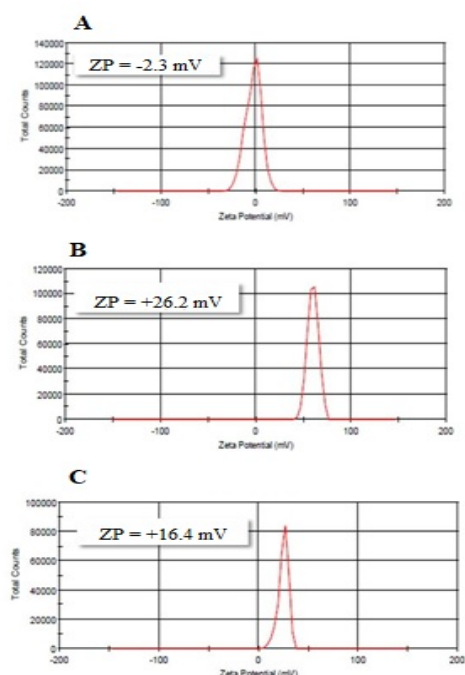 A
ZP = -2.3 mV
140000
120000
100000
80000
60000
40000
20000
0
Total Counts
-200 -100 0 100 200
Zeta Potential (mV)
B
ZP = +26.2 mV
120000
100000
80000
60000
40000
20000
0
Total Counts
-200 -100 0 100 200
Zeta Potential (mV)
C
ZP = +16.4 mV
100000
80000
60000
40000
20000
0
Total Counts
-200 -100 0 100 200
Zeta Potential (mV)